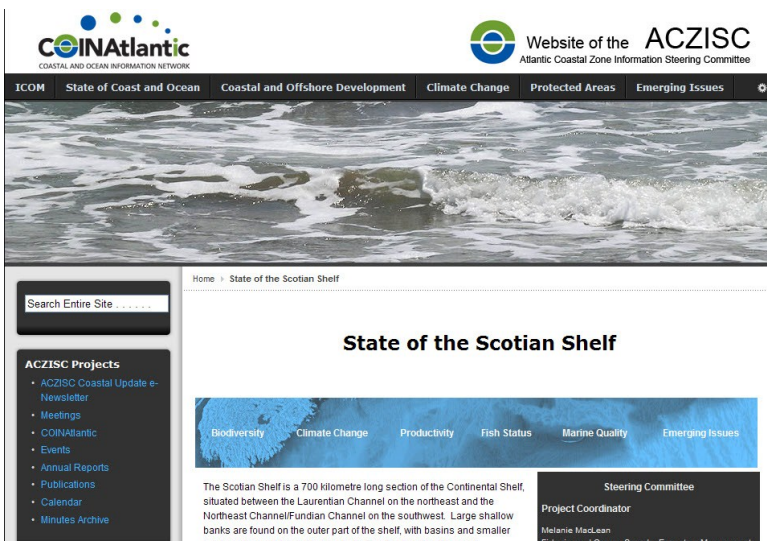 COINAtlantic
COASTAL AND OCEAN INFORMATION NETWORK
Website of the ACZISC
Atlantic Coastal Zone Information Steering Committee
ICOM State of Coast and Ocean Coastal and Offshore Development Climate Change Protected Areas Emerging Issues
Home State of the Scotian Shelf
Search Entire Site . . . . . .
State of the Scotian Shelf
ACZISC Projects
ACZISC Coastal Update e-
Newsletter
Meetings
COINAtlantic
Events
Annual Reports
Publications
Calendar
Minutes Archive
Biodiversity Climate Change Productivity Fish Status Marine Quality Emerging Issues
The Scotian Shelf is a 700 kilometre long section of the Continental Shelf,
situated between the Laurentian Channel on the northeast and the
Northeast Channel/Fundian Channel on the southwest. Large shallow
banks are found on the outer part of the shelf, with basins and smaller
Steering Committee
Project Coordinator
Melanie MacLean